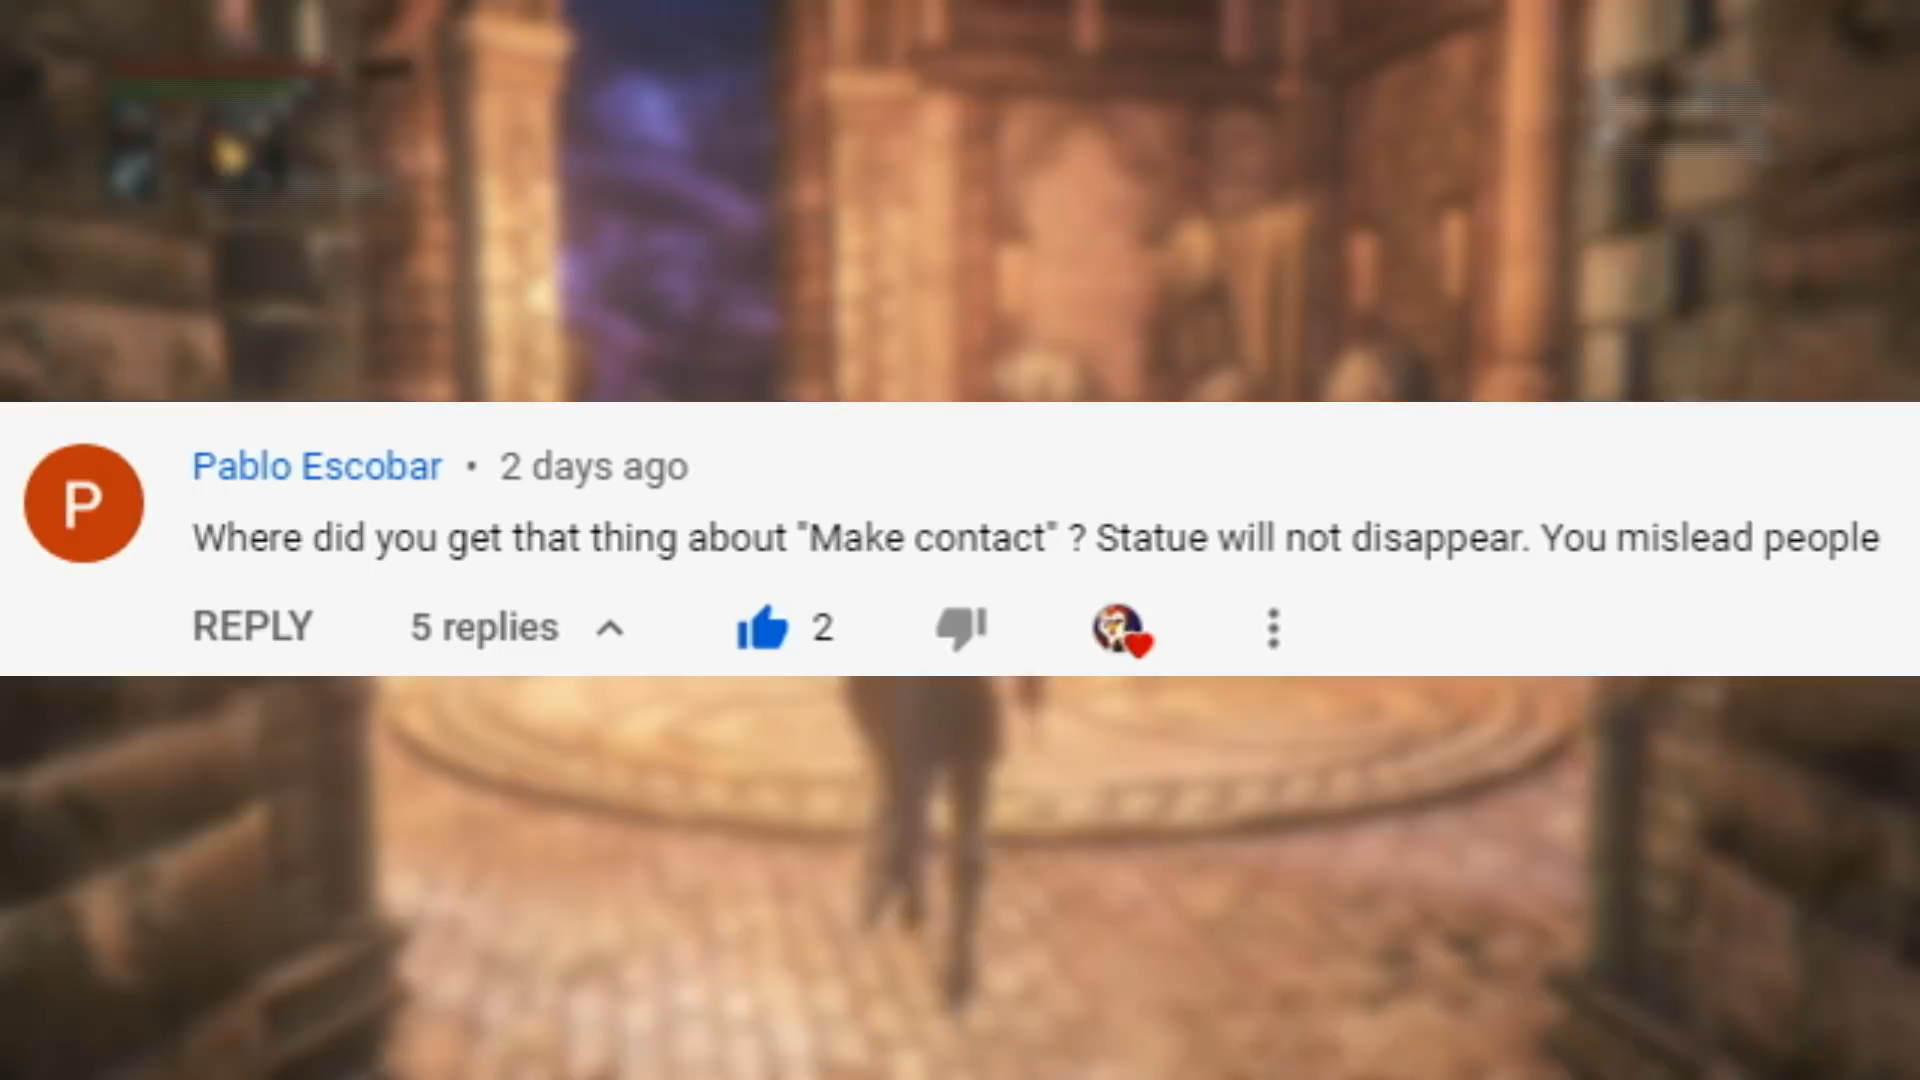 P
Pablo Escobar • 2 days ago
Where did you get that thing about "Make contact" ? Statue will not disappear. You mislead people
REPLY 5 replies 2